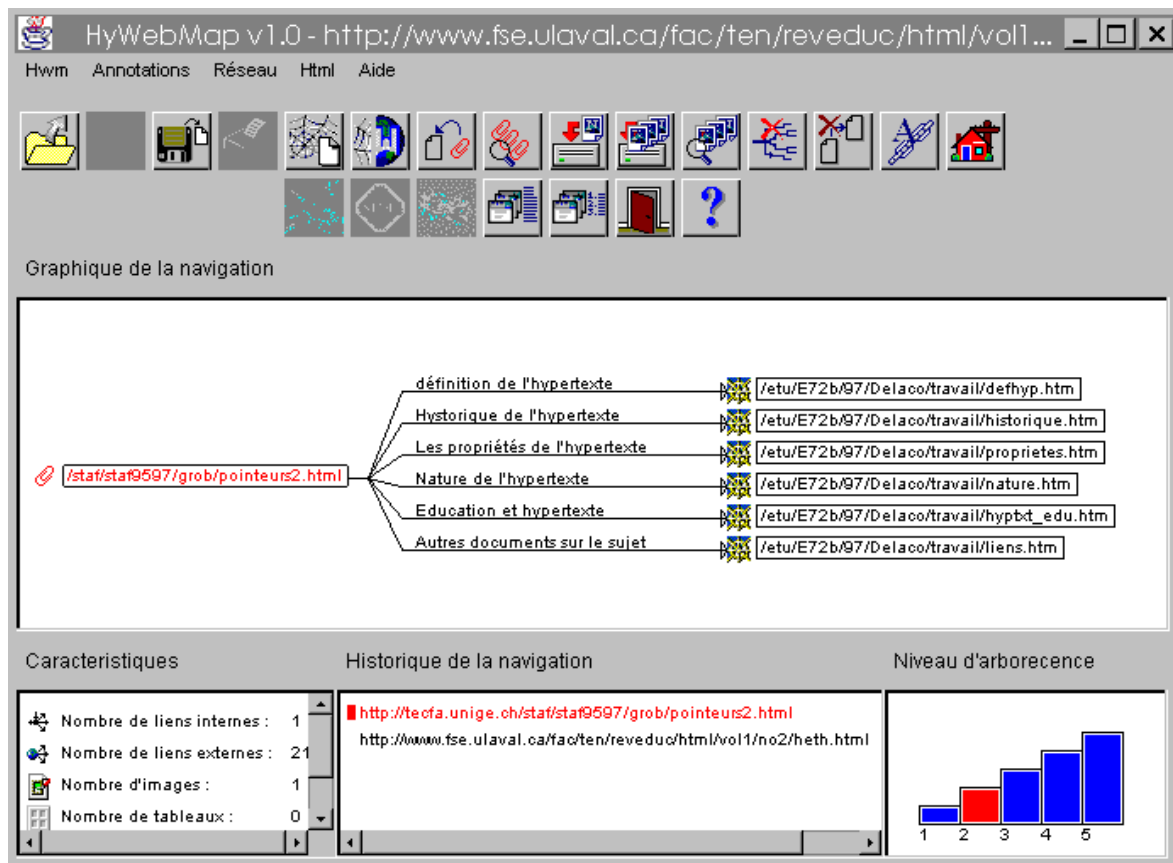 HyWebMap v1.0 - http://www.fse.ulaval.ca/fac/ten/reveduc/html/vol1...
Hwm Annotations Réseau Html Aide
?
Graphique de la navigation
définition de l'hypertexte
/etu/E72b/97/Delaco/travail/defhyp.htm
Hystorique de l'hypertexte
/etu/E72b/97/Delaco/travail/historique.htm
Les propriétés de l'hypertexte
/etu/E72b/97/Delaco/travail/proprietes.htm
/staf/staf9597/grob/pointeurs2.html
Nature de l'hypertexte
/etu/E72b/97/Delaco/travail/nature.htm
Education et hypertexte
/etu/E72b/97/Delaco/travail/hyptxt_edu.htm
Autres documents sur le sujet
/etu/E72b/97/Delaco/travail/liens.htm
Caracteristiques
Nombre de liens internes : 1
Nombre de liens externes : 21
Nombre d'images : 1
Nombre de tableaux : 0
Historique de la navigation
http://tecfa.unige.ch/staf/staf9597/grob/pointeurs2.html
http://www.fse.ulaval.ca/fac/ten/reveduc/html/vol1/no2/heth.html
Niveau d'arborecence
1 2 3 4 5